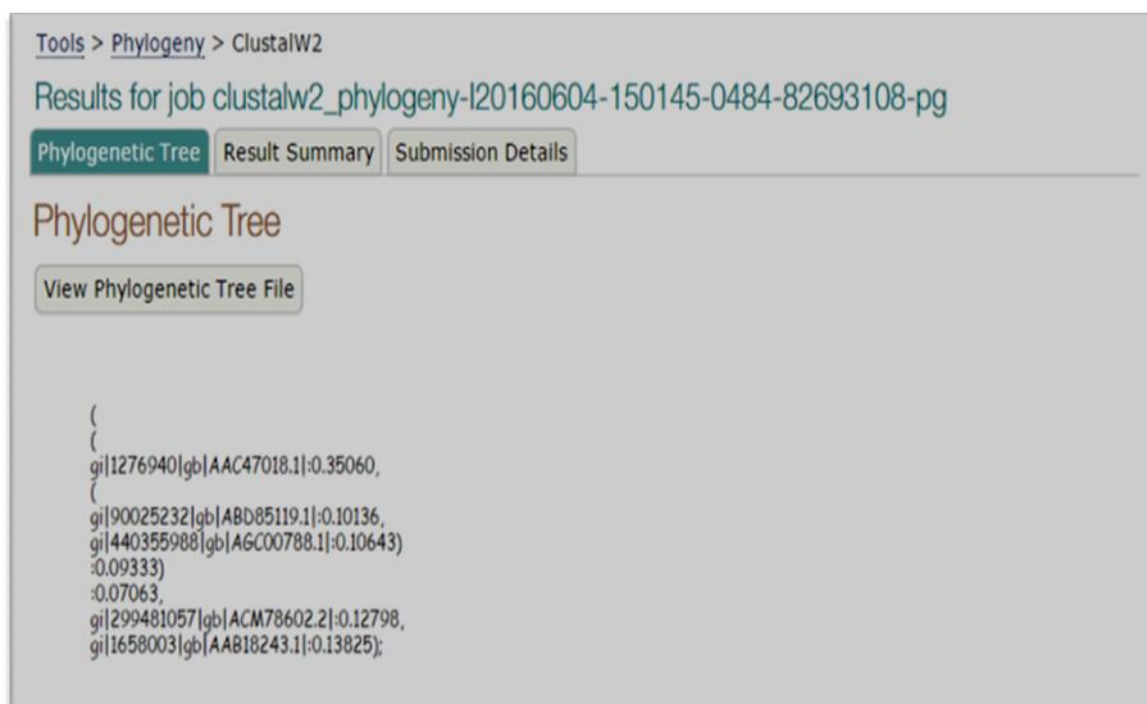 Tools > Phylogeny > ClustalW2
Results for job clustalw2_phylogeny-I20160604-150145-0484-82693108-pg
Phylogenetic Tree Result Summary Submission Details
Phylogenetic Tree
View Phylogenetic Tree File
(
(
gi|1276940|gb|AAC47018.1|:0.35060,
(
gi|90025232|gb|ABD85119.1|:0.10136,
gi|440355988|gb|AGC00788.1|:0.10643)
:0.09333)
:0.07063,
gi|299481057|gb|ACM78602.2|:0.12798,
gi|1658003|gb|AAB18243.1|:0.13825);